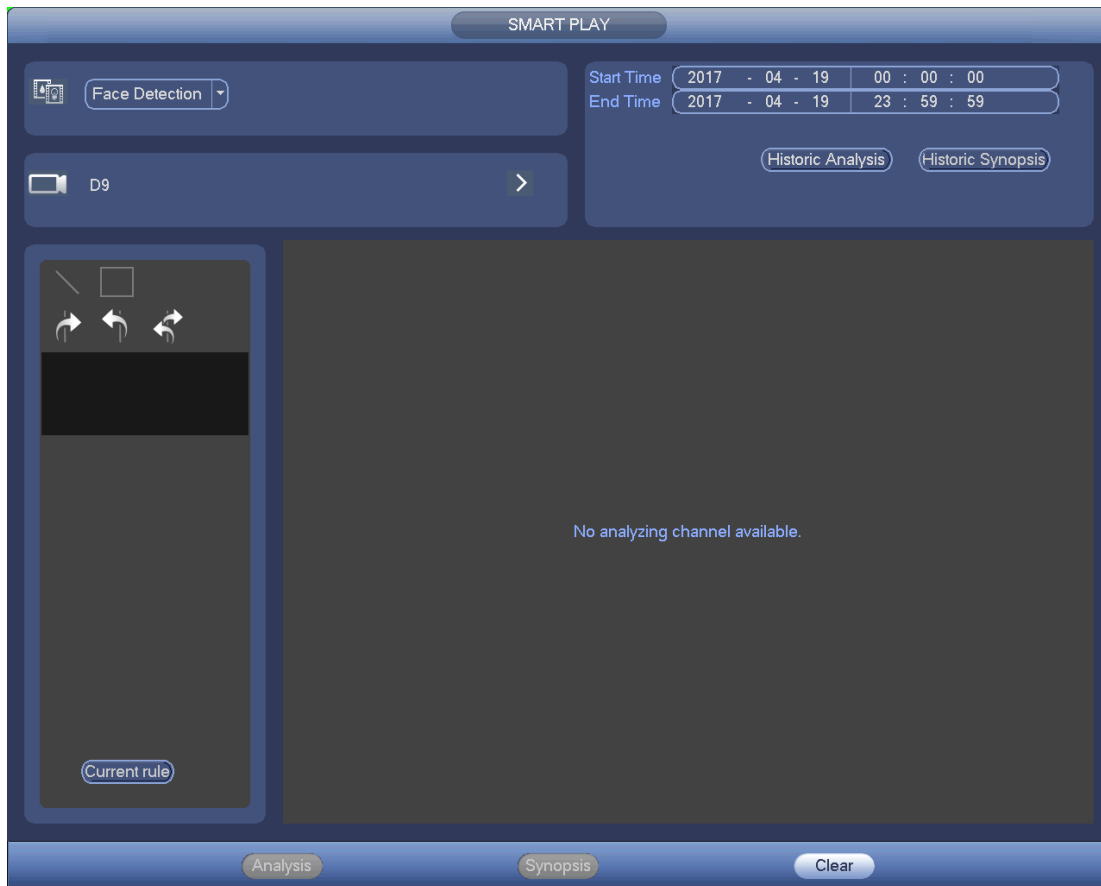 SMART PLAY
Face Detection
Start Time 2017 - 04 - 19 00 : 00 : 00
End Time 2017 - 04 - 19 23 : 59 : 59
Historic Analysis Historic Synopsis
D9
No analyzing channel available.
Current rule
Analysis Synopsis Clear